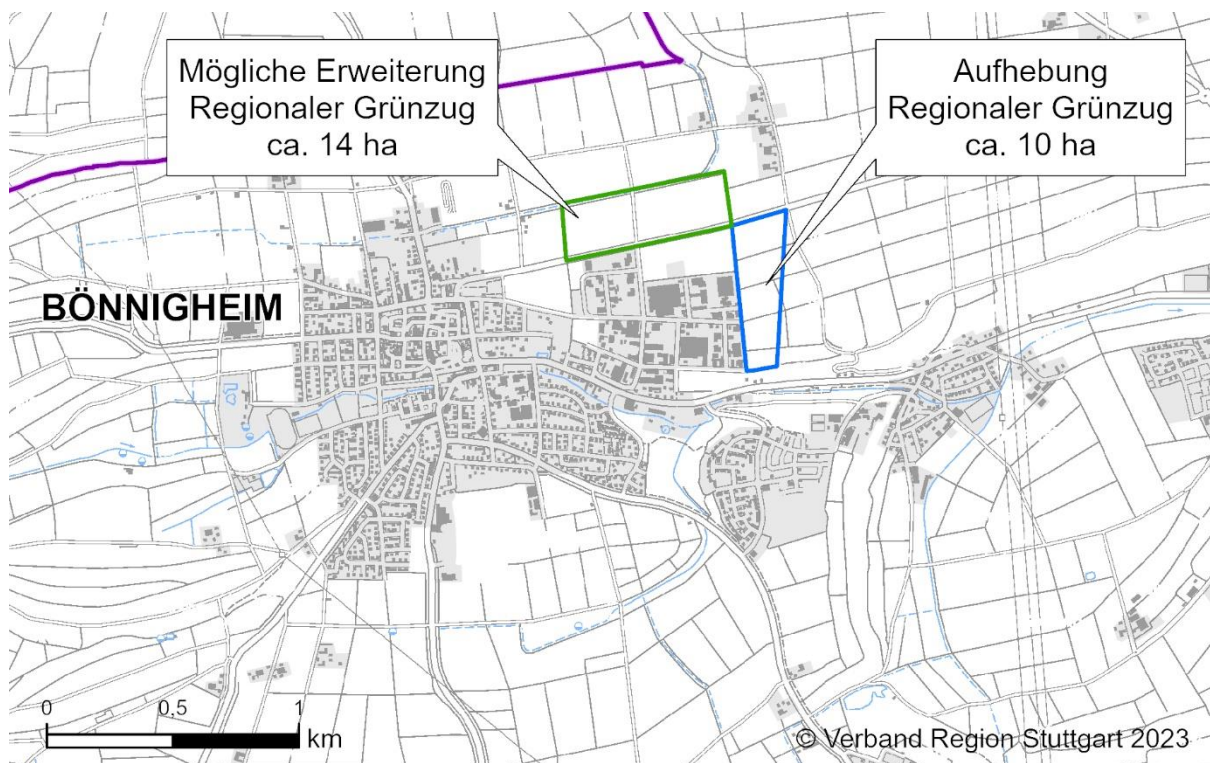 Mögliche Erweiterung
Regionaler Grünzug
ca. 14 ha
Aufhebung
Regionaler Grünzug
ca. 10 ha
BÖNNIGHEIM
0 0,5 1
km
© Verband Region Stuttgart 2023